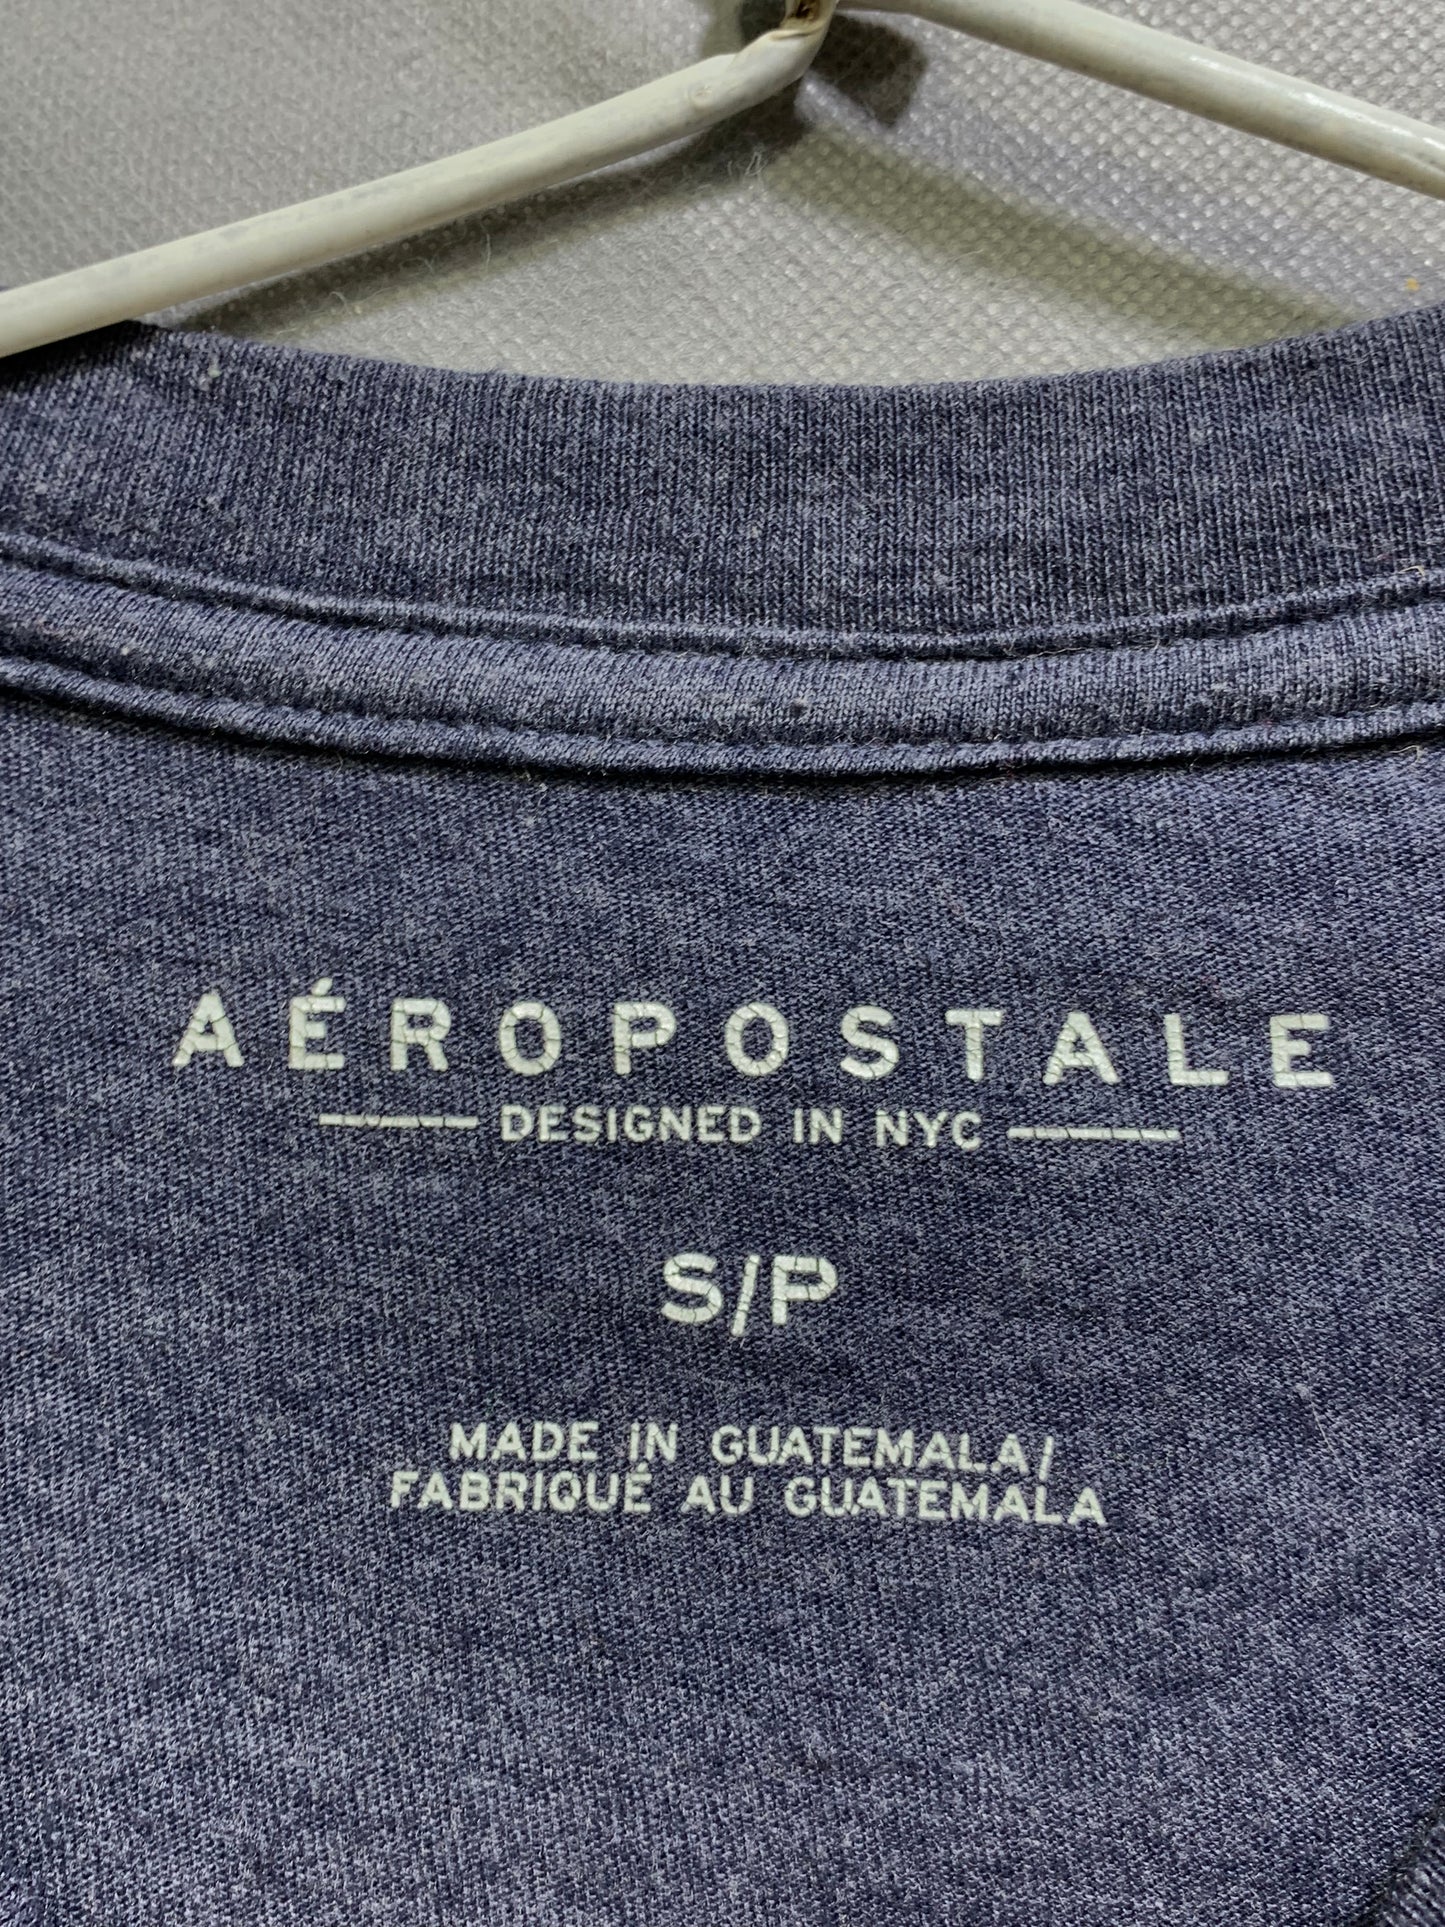 AÉROPOSTALE
DESIGNED IN NYC
S/P
MADE IN GUATEMALA/
FABRIQUÉ AU GUATEMALA